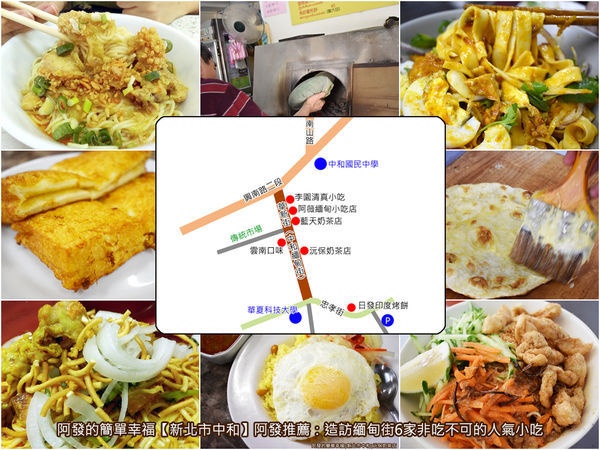 南山路
中和國民中學
興南路二段
李園清真小吃
阿薇緬甸小吃店
藍天奶茶店
華新街(中和緬甸街)
傳統市場
雲南口味
沅保奶茶店
華夏科技大學
忠孝街
日發印度烤餅
P
阿發的簡單幸福【新北市中和】阿發推薦：造訪緬甸街6家非吃不可的人氣小吃